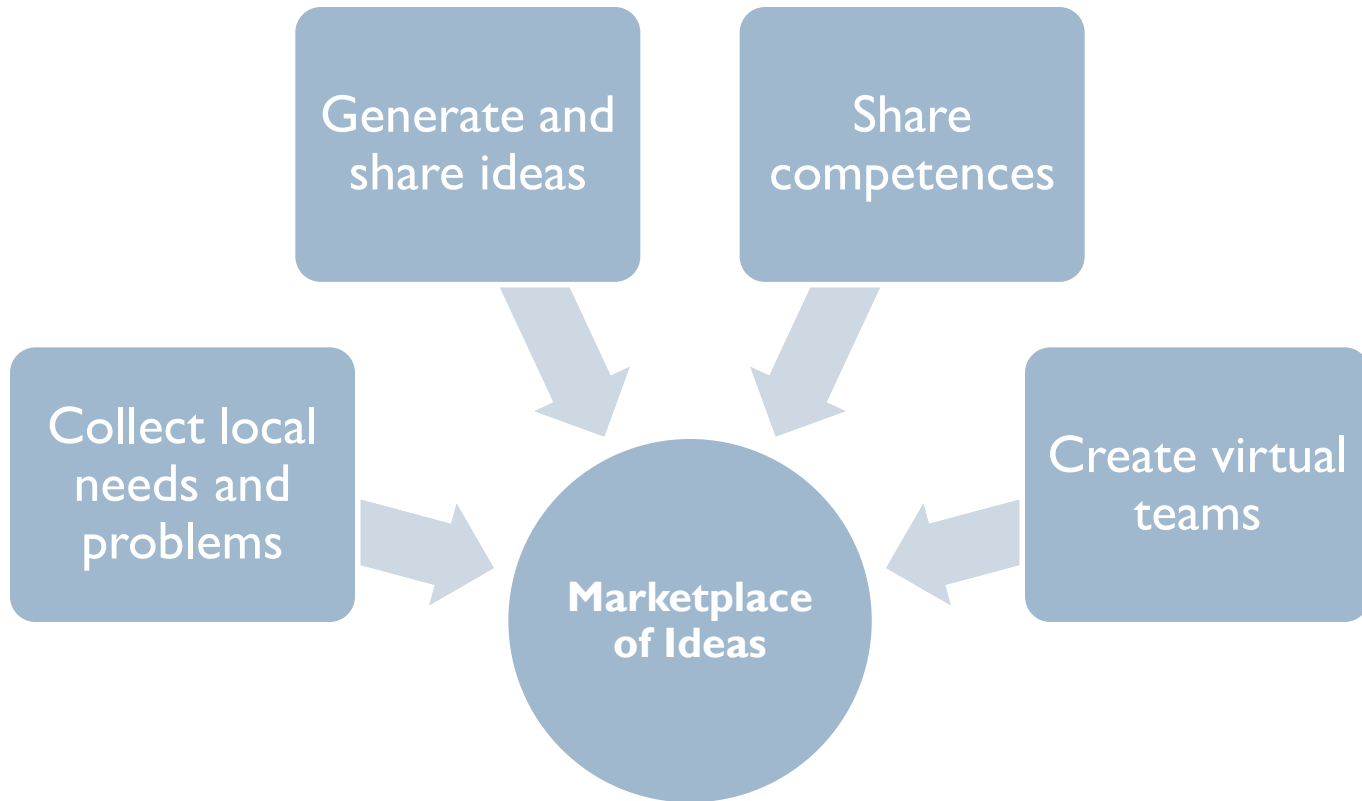 Generate and
share ideas
Share
competences
Collect local
needs and
problems
Create virtual
teams
Marketplace
of Ideas